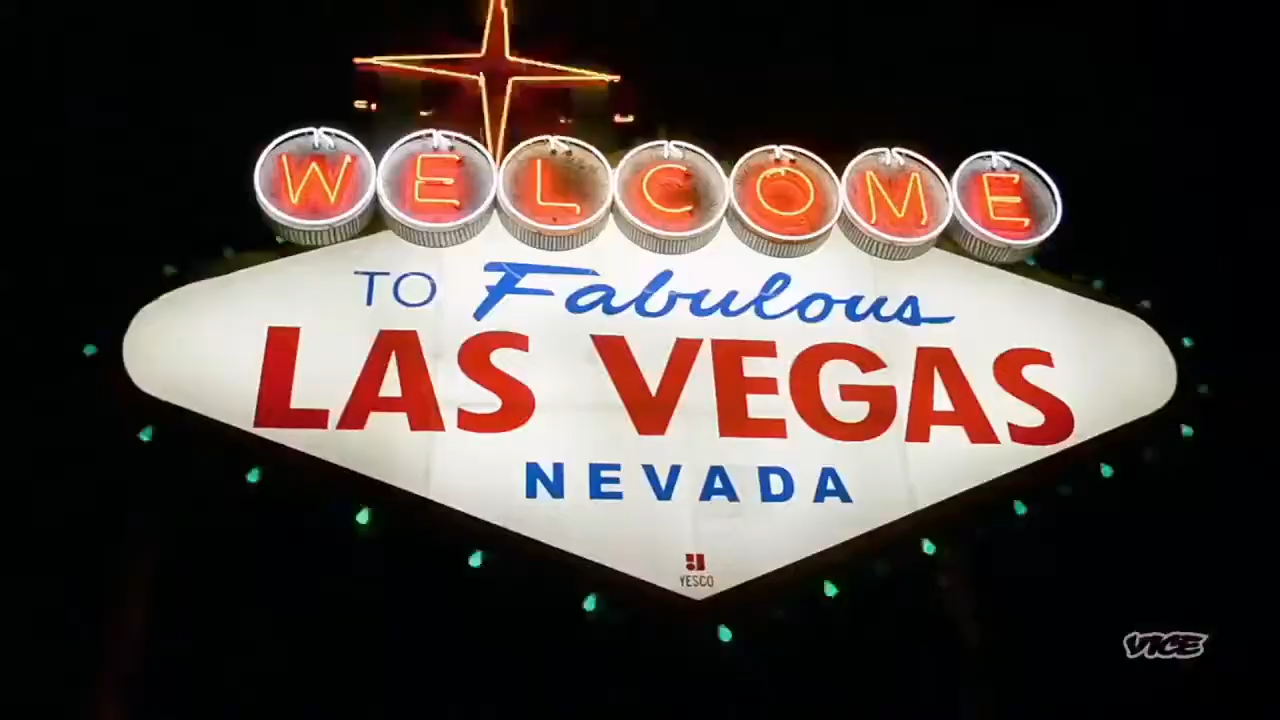 WELCOME
TO Fabulous
LAS VEGAS
NEVADA
YESCO
VICE